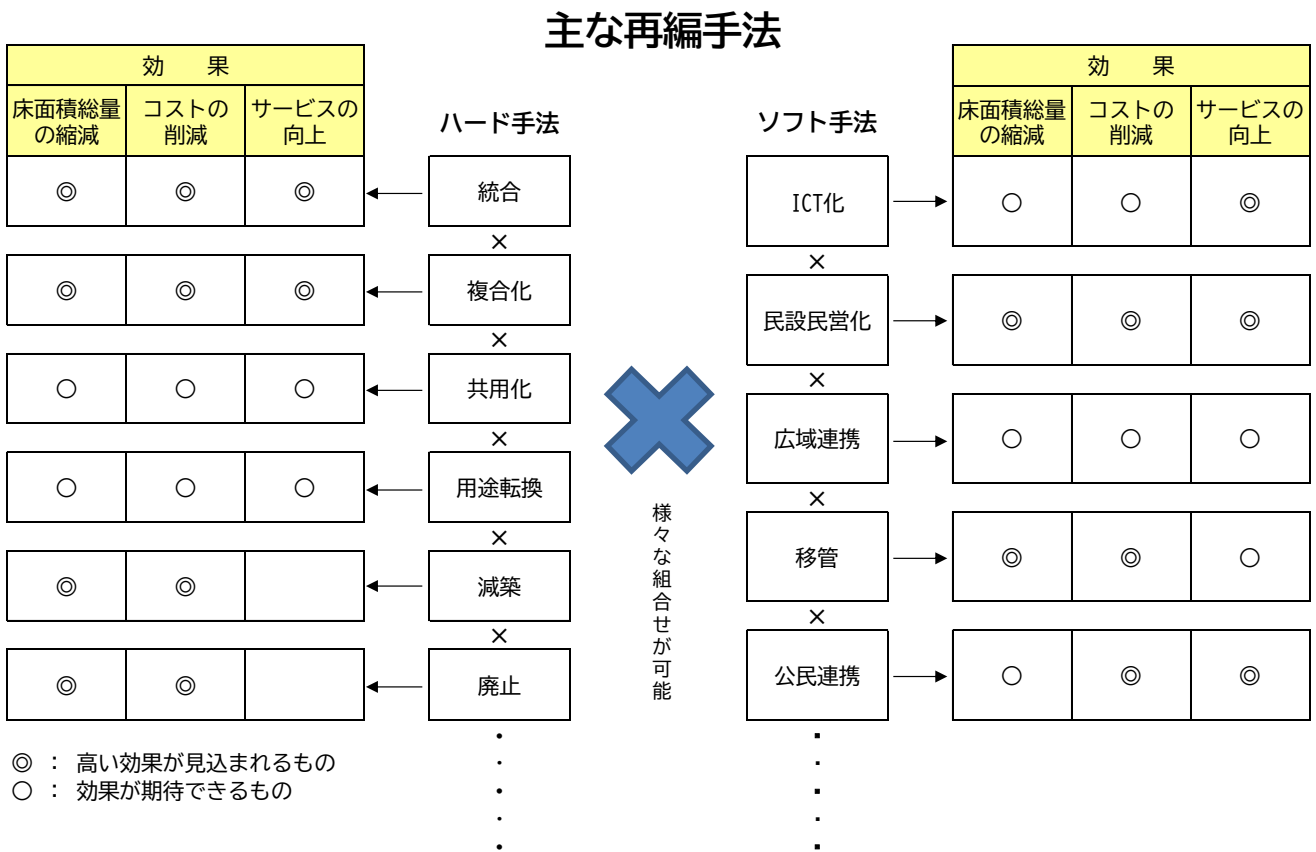 主な再編手法
効　果
床面積総量の縮減
コストの削減
サービスの向上
ハード手法
◎ ◎ ◎ 統合
×
◎ ◎ ◎ 複合化
×
○ ○ ○ 共用化
×
○ ○ ○ 用途転換
×
◎ ◎ 減築
×
◎ ◎ 廃止
・
・
・
・
・
◎ ： 高い効果が見込まれるもの
○ ： 効果が期待できるもの
様々な組合せが可能
ソフト手法
効　果
床面積総量の縮減
コストの削減
サービスの向上
ICT化 ○ ○ ◎
×
民設民営化 ◎ ◎ ◎
×
広域連携 ○ ○ ○
×
移管 ◎ ◎ ○
×
公民連携 ○ ◎ ◎
・
・
・
・
・